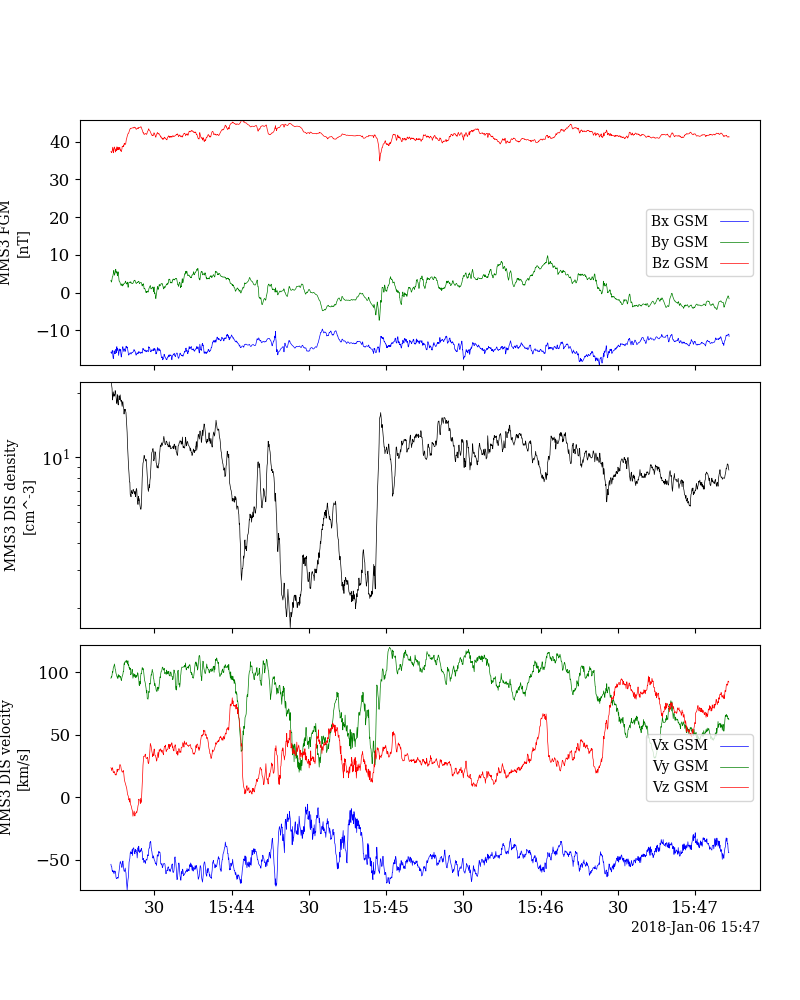 40
30
20
10
0
−10
MMS3 FGM
[nT]
Bx GSM
By GSM
Bz GSM
10^1
MMS3 DIS density
[cm^-3]
100
50
0
−50
MMS3 DIS velocity
[km/s]
Vx GSM
Vy GSM
Vz GSM
30 15:44 30 15:45 30 15:46 30 15:47
2018-Jan-06 15:47